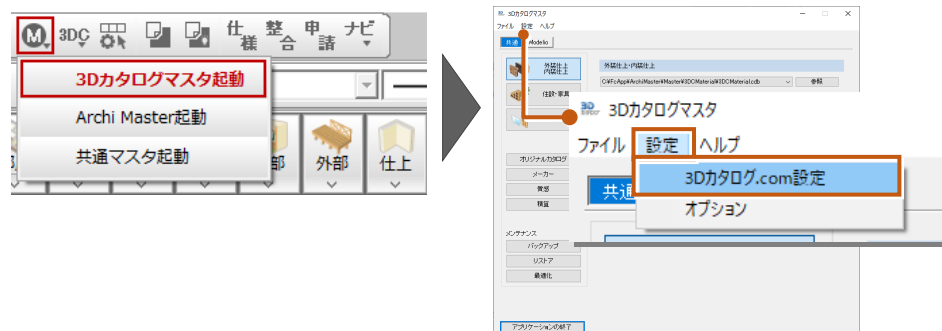 M 3DC 仕様 整合 申請 ナビ
3Dカタログマスタ起動
Archi Master起動
共通マスタ起動
部 外部 仕上
3Dカタログマスタ
ファイル 設定 ヘルプ
共通 Modelio
外部仕上
内部仕上
外部仕上・内部仕上
C:¥FcApp¥ArchiMaster¥Master¥3DCMaterial¥3DCMaterial.cdb 参照
住設・家具
オリジナルカタログ
メーカー
質感
積算
メンテナンス
バックアップ
リストア
最適化
アプリケーションの終了
3Dカタログマスタ
ファイル 設定 ヘルプ
共通
3Dカタログ.com設定
オプション